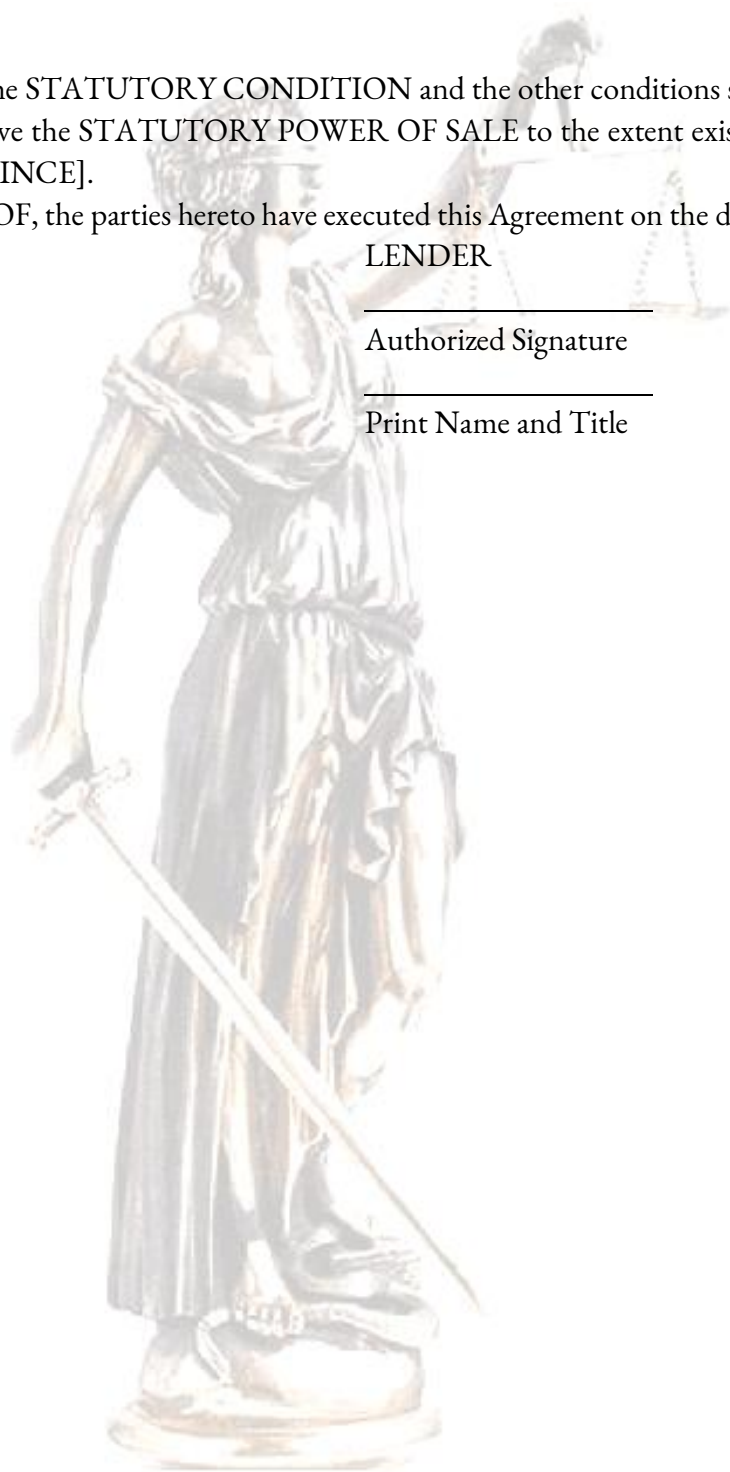 he STATUTORY CONDITION and the other conditions s
ve the STATUTORY POWER OF SALE to the extent exis
INCE].
OF, the parties hereto have executed this Agreement on the d
LENDER
Authorized Signature
Print Name and Title